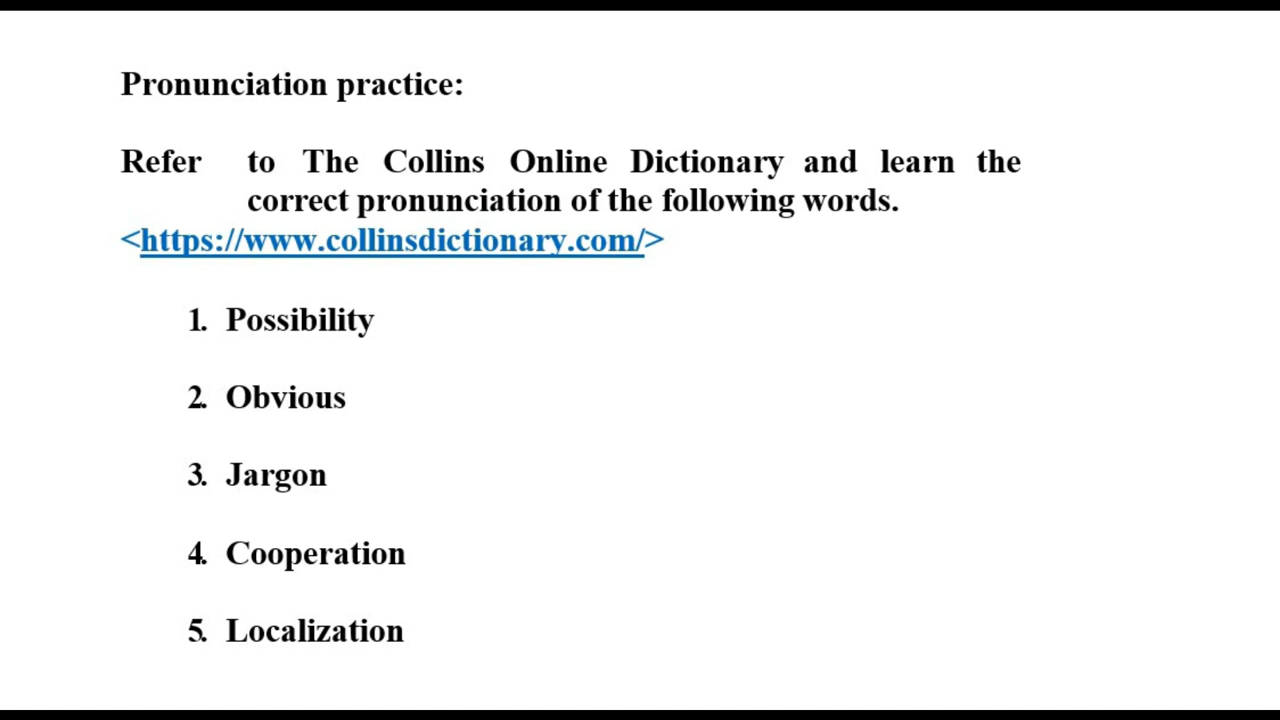 Pronunciation practice:
Refer to The Collins Online Dictionary and learn the
correct pronunciation of the following words.
<https://www.collinsdictionary.com/>
1. Possibility
2. Obvious
3. Jargon
4. Cooperation
5. Localization